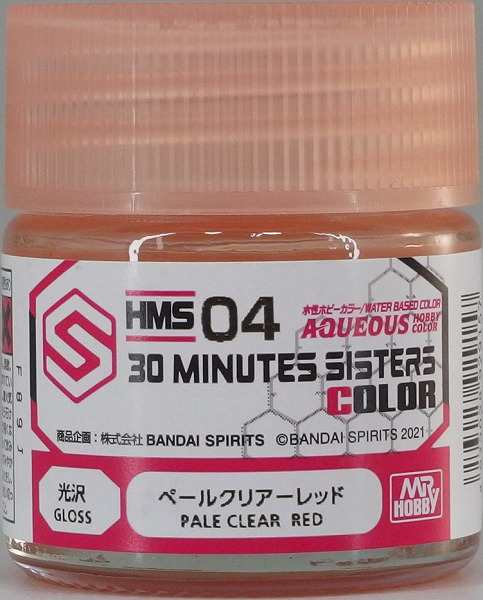 HMS 04
水性ホビーカラー/WATER BASED COLOR
AQUEOUS HOBBY COLOR
30 MINUTES SISTERS
COLOR
商品企画:株式会社 BANDAI SPIRITS ©BANDAI SPIRITS 2021
光沢
GLOSS
ペールクリアーレッド
PALE CLEAR RED
MR HOBBY
F891